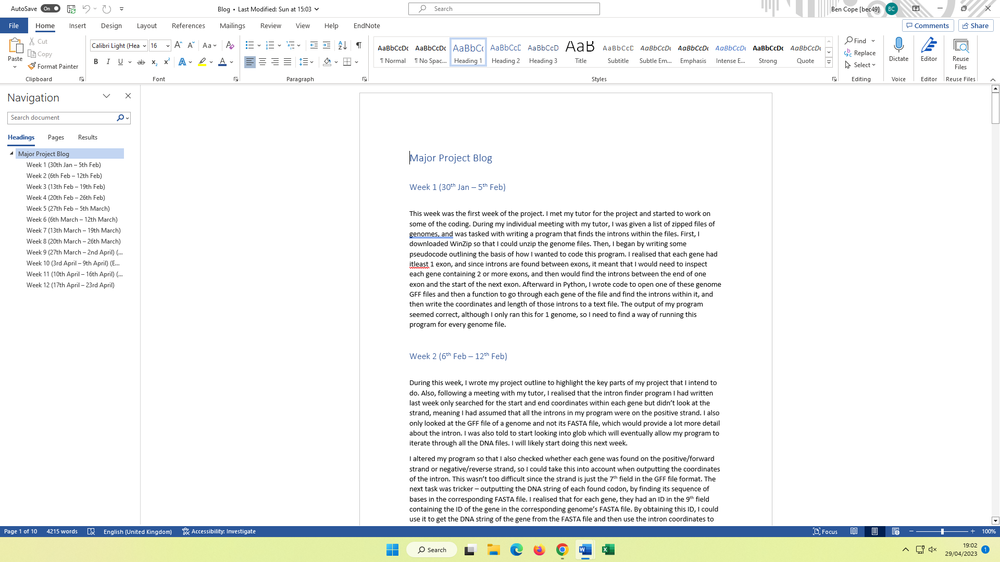 AutoSave On
Blog • Last Modified: Sun at 15:03
Search
Ben Cope [bec49] BC
File Home Insert Design Layout References Mailings Review View Help EndNote
Comments Share
Paste
Cut
Copy
Format Painter
Clipboard
Calibri Light (Hea 16
Font
Paragraph
AaBbCcDc AaBbCcDc AaBbCc AaBbCcD AaBbCcD AaB AaBbCcD AaBbCcDc AaBbCcDc AaBbCcDc AaBbCcDc AaBbCcDc
¶ Normal ¶ No Spac... Heading 1 Heading 2 Heading 3 Title Subtitle Subtle Em... Emphasis Intense E... Strong Quote
Styles
Find
Replace
Select
Editing
Dictate
Voice
Editor
Editor
Reuse
Files
Reuse Files
Navigation
Search document
Headings Pages Results
Major Project Blog
Week 1 (30th Jan – 5th Feb)
Week 2 (6th Feb – 12th Feb)
Week 3 (13th Feb – 19th Feb)
Week 4 (20th Feb – 26th Feb)
Week 5 (27th Feb – 5th March)
Week 6 (6th March – 12th March)
Week 7 (13th March – 19th March)
Week 8 (20th March – 26th March)
Week 9 (27th March – 2nd April) (...
Week 10 (3rd April – 9th April) (E...
Week 11 (10th April – 16th April) (...
Week 12 (17th April – 23rd April)
Major Project Blog
Week 1 (30th Jan – 5th Feb)
This week was the first week of the project. I met my tutor for the project and started to work on
some of the coding. During my individual meeting with my tutor, I was given a list of zipped files of
genomes, and was tasked with writing a program that finds the introns within the files. First, I
downloaded WinZip so that I could unzip the genome files. Then, I began by writing some
pseudocode outlining the basis of how I wanted to code this program. I realised that each gene had
itleast 1 exon, and since introns are found between exons, it meant that I would need to inspect
each gene containing 2 or more exons, and then would find the introns between the end of one
exon and the start of the next exon. Afterward in Python, I wrote code to open one of these genome
GFF files and then a function to go through each gene of the file and find the introns within it, and
then write the coordinates and length of those introns to a text file. The output of my program
seemed correct, although I only ran this for 1 genome, so I need to find a way of running this
program for every genome file.
Week 2 (6th Feb – 12th Feb)
During this week, I wrote my project outline to highlight the key parts of my project that I intend to
do. Also, following a meeting with my tutor, I realised that the intron finder program I had written
last week only searched for the start and end coordinates within each gene but didn’t look at the
strand, meaning I had assumed that all the introns in my program were on the positive strand. I also
only looked at the GFF file of a genome and not its FASTA file, which would provide a lot more detail
about the intron. I was also told to start looking into glob which will eventually allow my program to
iterate through all the DNA files. I will likely start doing this next week.
I altered my program so that I also checked whether each gene was found on the positive/forward
strand or negative/reverse strand, so I could take this into account when outputting the coordinates
of the intron. This wasn’t too difficult since the strand is just the 7th field in the GFF file format. The
next task was tricker – outputting the DNA string of each found codon, by finding its sequence of
bases in the corresponding FASTA file. I realised that for each gene, they had an ID in the 9th field
containing the ID of the gene in the corresponding genome’s FASTA file. By obtaining this ID, I could
use it to get the DNA string of the gene from the FASTA file and then use the intron coordinates to
Page 1 of 10 4215 words English (United Kingdom) Accessibility: Investigate
Focus 100%
Search
19:02
29/04/2023 1